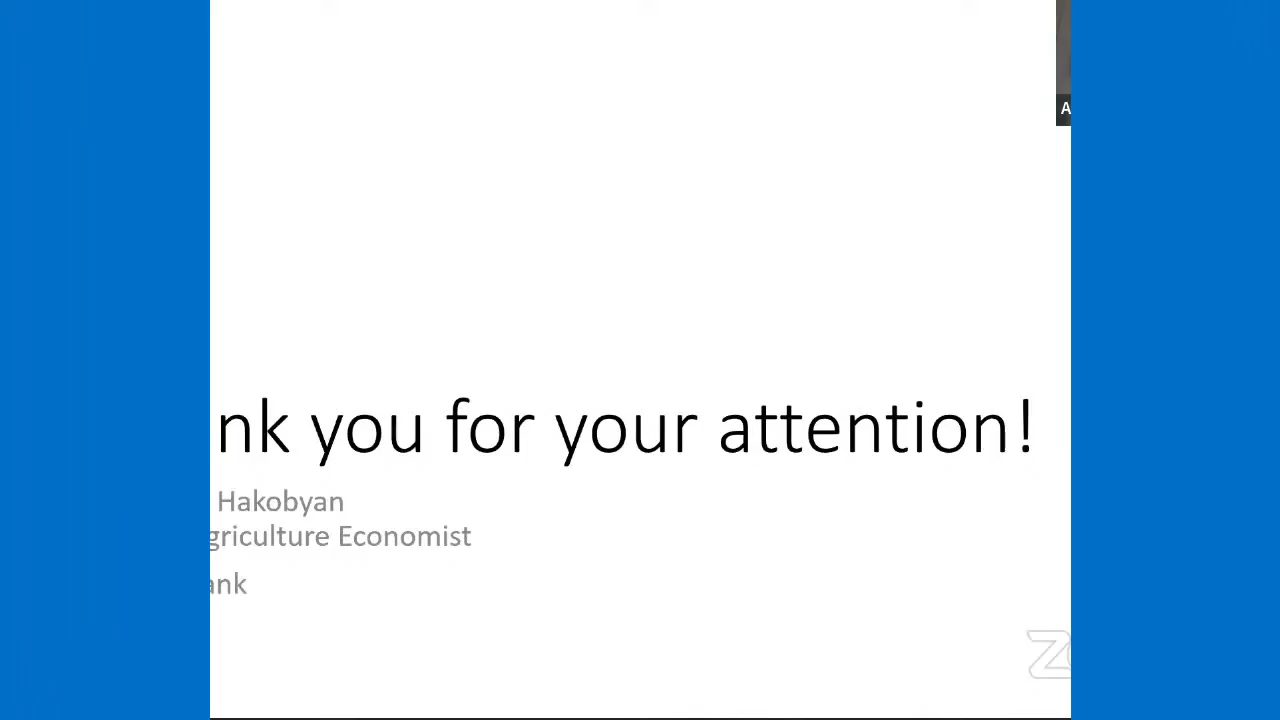 A
nk you for your attention!
Hakobyan
griculture Economist
ank